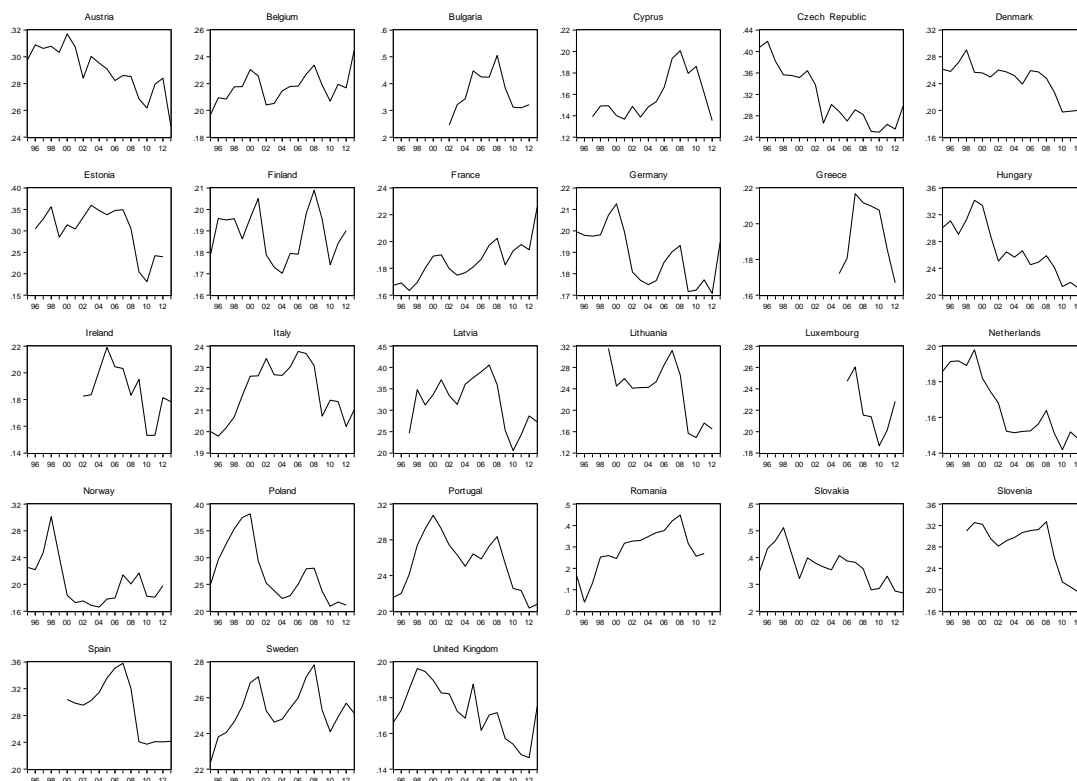 Austria
.32
.30
.28
.26
.24
96 98 00 02 04 06 08 10 12
Belgium
.26
.24
.22
.20
.18
96 98 00 02 04 06 08 10 12
Bulgaria
.6
.5
.4
.3
.2
96 98 00 02 04 06 08 10 12
Cyprus
.22
.20
.18
.16
.14
.12
96 98 00 02 04 06 08 10 12
Czech Republic
.44
.40
.36
.32
.28
.24
96 98 00 02 04 06 08 10 12
Denmark
.32
.28
.24
.20
.16
96 98 00 02 04 06 08 10
Estonia
.40
.35
.30
.25
.20
.15
96 98 00 02 04 06 08 10 12
Finland
.21
.20
.19
.18
.17
.16
96 98 00 02 04 06 08 10 12
France
.24
.22
.20
.18
.16
96 98 00 02 04 06 08 10 12
Germany
.22
.21
.20
.19
.18
.17
96 98 00 02 04 06 08 10 12
Greece
.22
.20
.18
.16
96 98 00 02 04 06 08 10 12
Hungary
.36
.32
.28
.24
.20
96 98 00 02 04 06 08 10
Ireland
.22
.20
.18
.16
.14
96 98 00 02 04 06 08 10 12
Italy
.24
.23
.22
.21
.20
.19
96 98 00 02 04 06 08 10 12
Latvia
.45
.40
.35
.30
.25
.20
96 98 00 02 04 06 08 10 12
Lithuania
.32
.28
.24
.20
.16
.12
96 98 00 02 04 06 08 10 12
Luxembourg
.28
.26
.24
.22
.20
.18
96 98 00 02 04 06 08 10 12
Netherlands
.20
.18
.16
.14
96 98 00 02 04 06 08 10
Norway
.32
.28
.24
.20
.16
96 98 00 02 04 06 08 10 12
Poland
.40
.35
.30
.25
.20
96 98 00 02 04 06 08 10 12
Portugal
.32
.28
.24
.20
96 98 00 02 04 06 08 10 12
Romania
.5
.4
.3
.2
.1
.0
96 98 00 02 04 06 08 10 12
Slovakia
.6
.5
.4
.3
.2
96 98 00 02 04 06 08 10 12
Slovenia
.36
.32
.28
.24
.20
.16
96 98 00 02 04 06 08 10
Spain
.36
.32
.28
.24
.20
96 98 00 02 04 06 08 10 12
Sweden
.28
.26
.24
.22
96 98 00 02 04 06 08 10 12
United Kingdom
.20
.18
.16
.14
96 98 00 02 04 06 08 10 12